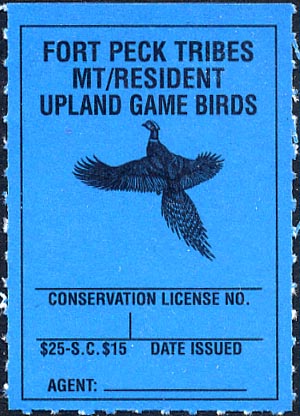 FORT PECK TRIBES
MT/RESIDENT
UPLAND GAME BIRDS
CONSERVATION LICENSE NO.
$25-S.C.$15 DATE ISSUED
AGENT: